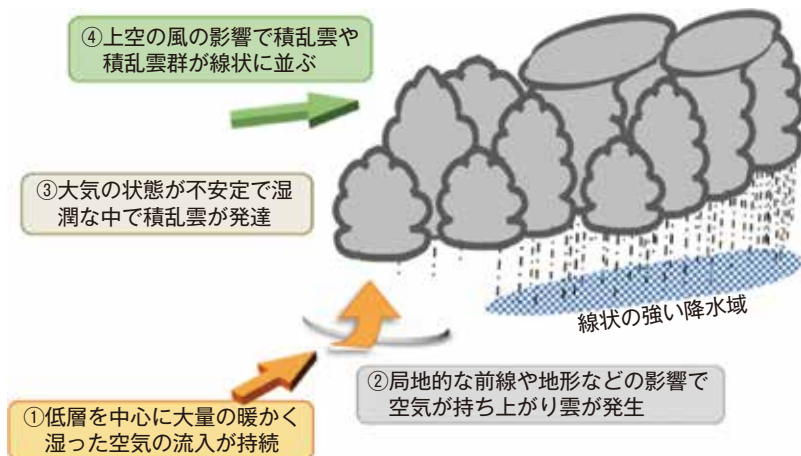 ④上空の風の影響で積乱雲や
積乱雲群が線状に並ぶ
③大気の状態が不安定で湿
潤な中で積乱雲が発達
線状の強い降水域
②局地的な前線や地形などの影響で
空気が持ち上がり雲が発生
①低層を中心に大量の暖かく
湿った空気の流入が持続